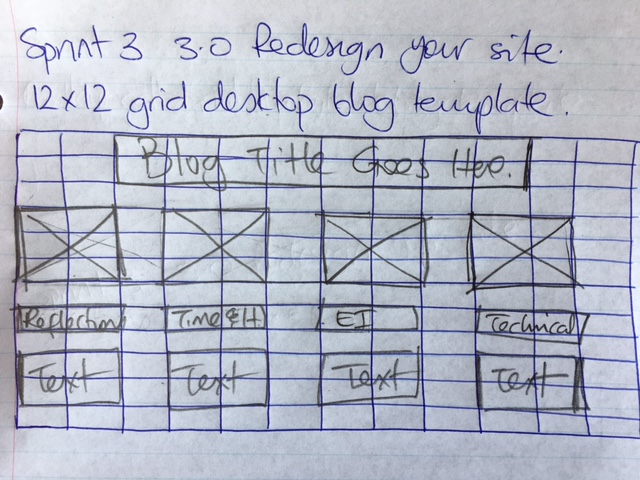 Sprint 3 3.0 Redesign your site.
12x12 grid desktop blog template.
Blog Title Goes Here.
Reflection Time & H EI Technical
Text Text Text Text